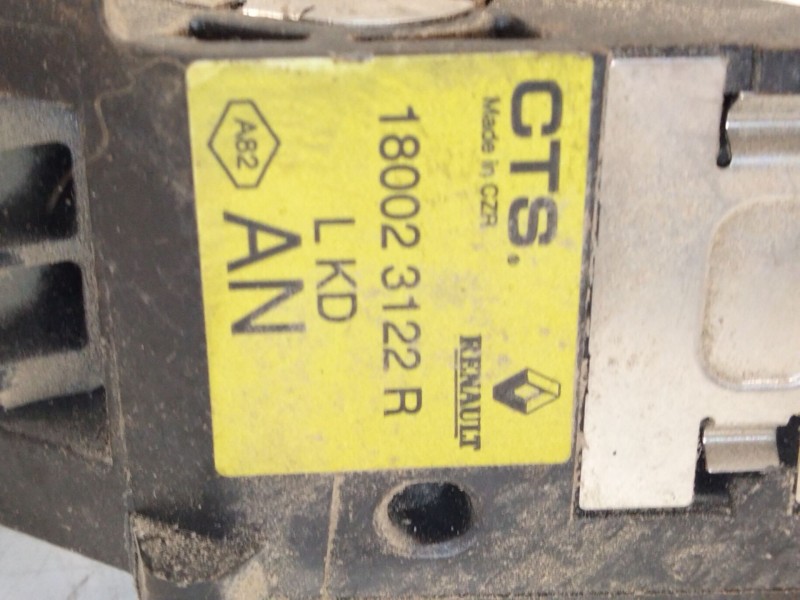 CTS.
Made in CZR
RENAULT
18002 3122 R
L KD
A82
AN